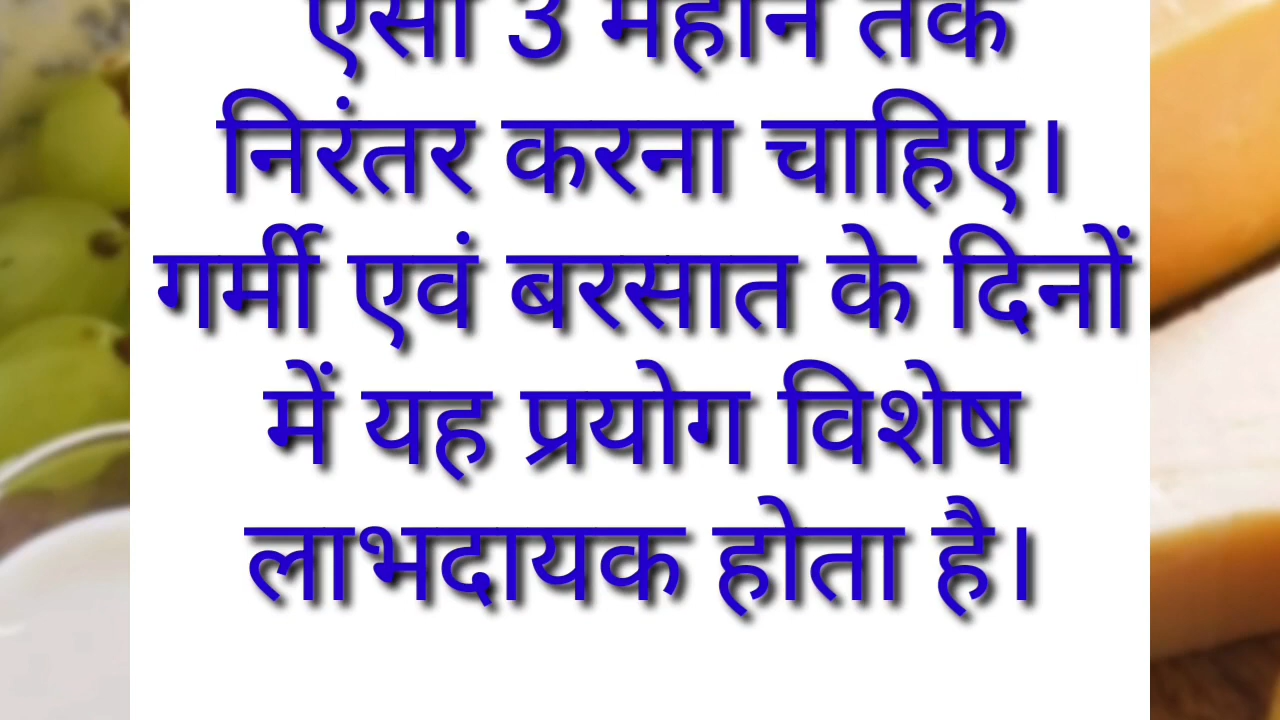 ऐसा 3 महीने तक
निरंतर करना चाहिए।
गर्मी एवं बरसात के दिनों
में यह प्रयोग विशेष
लाभदायक होता है।